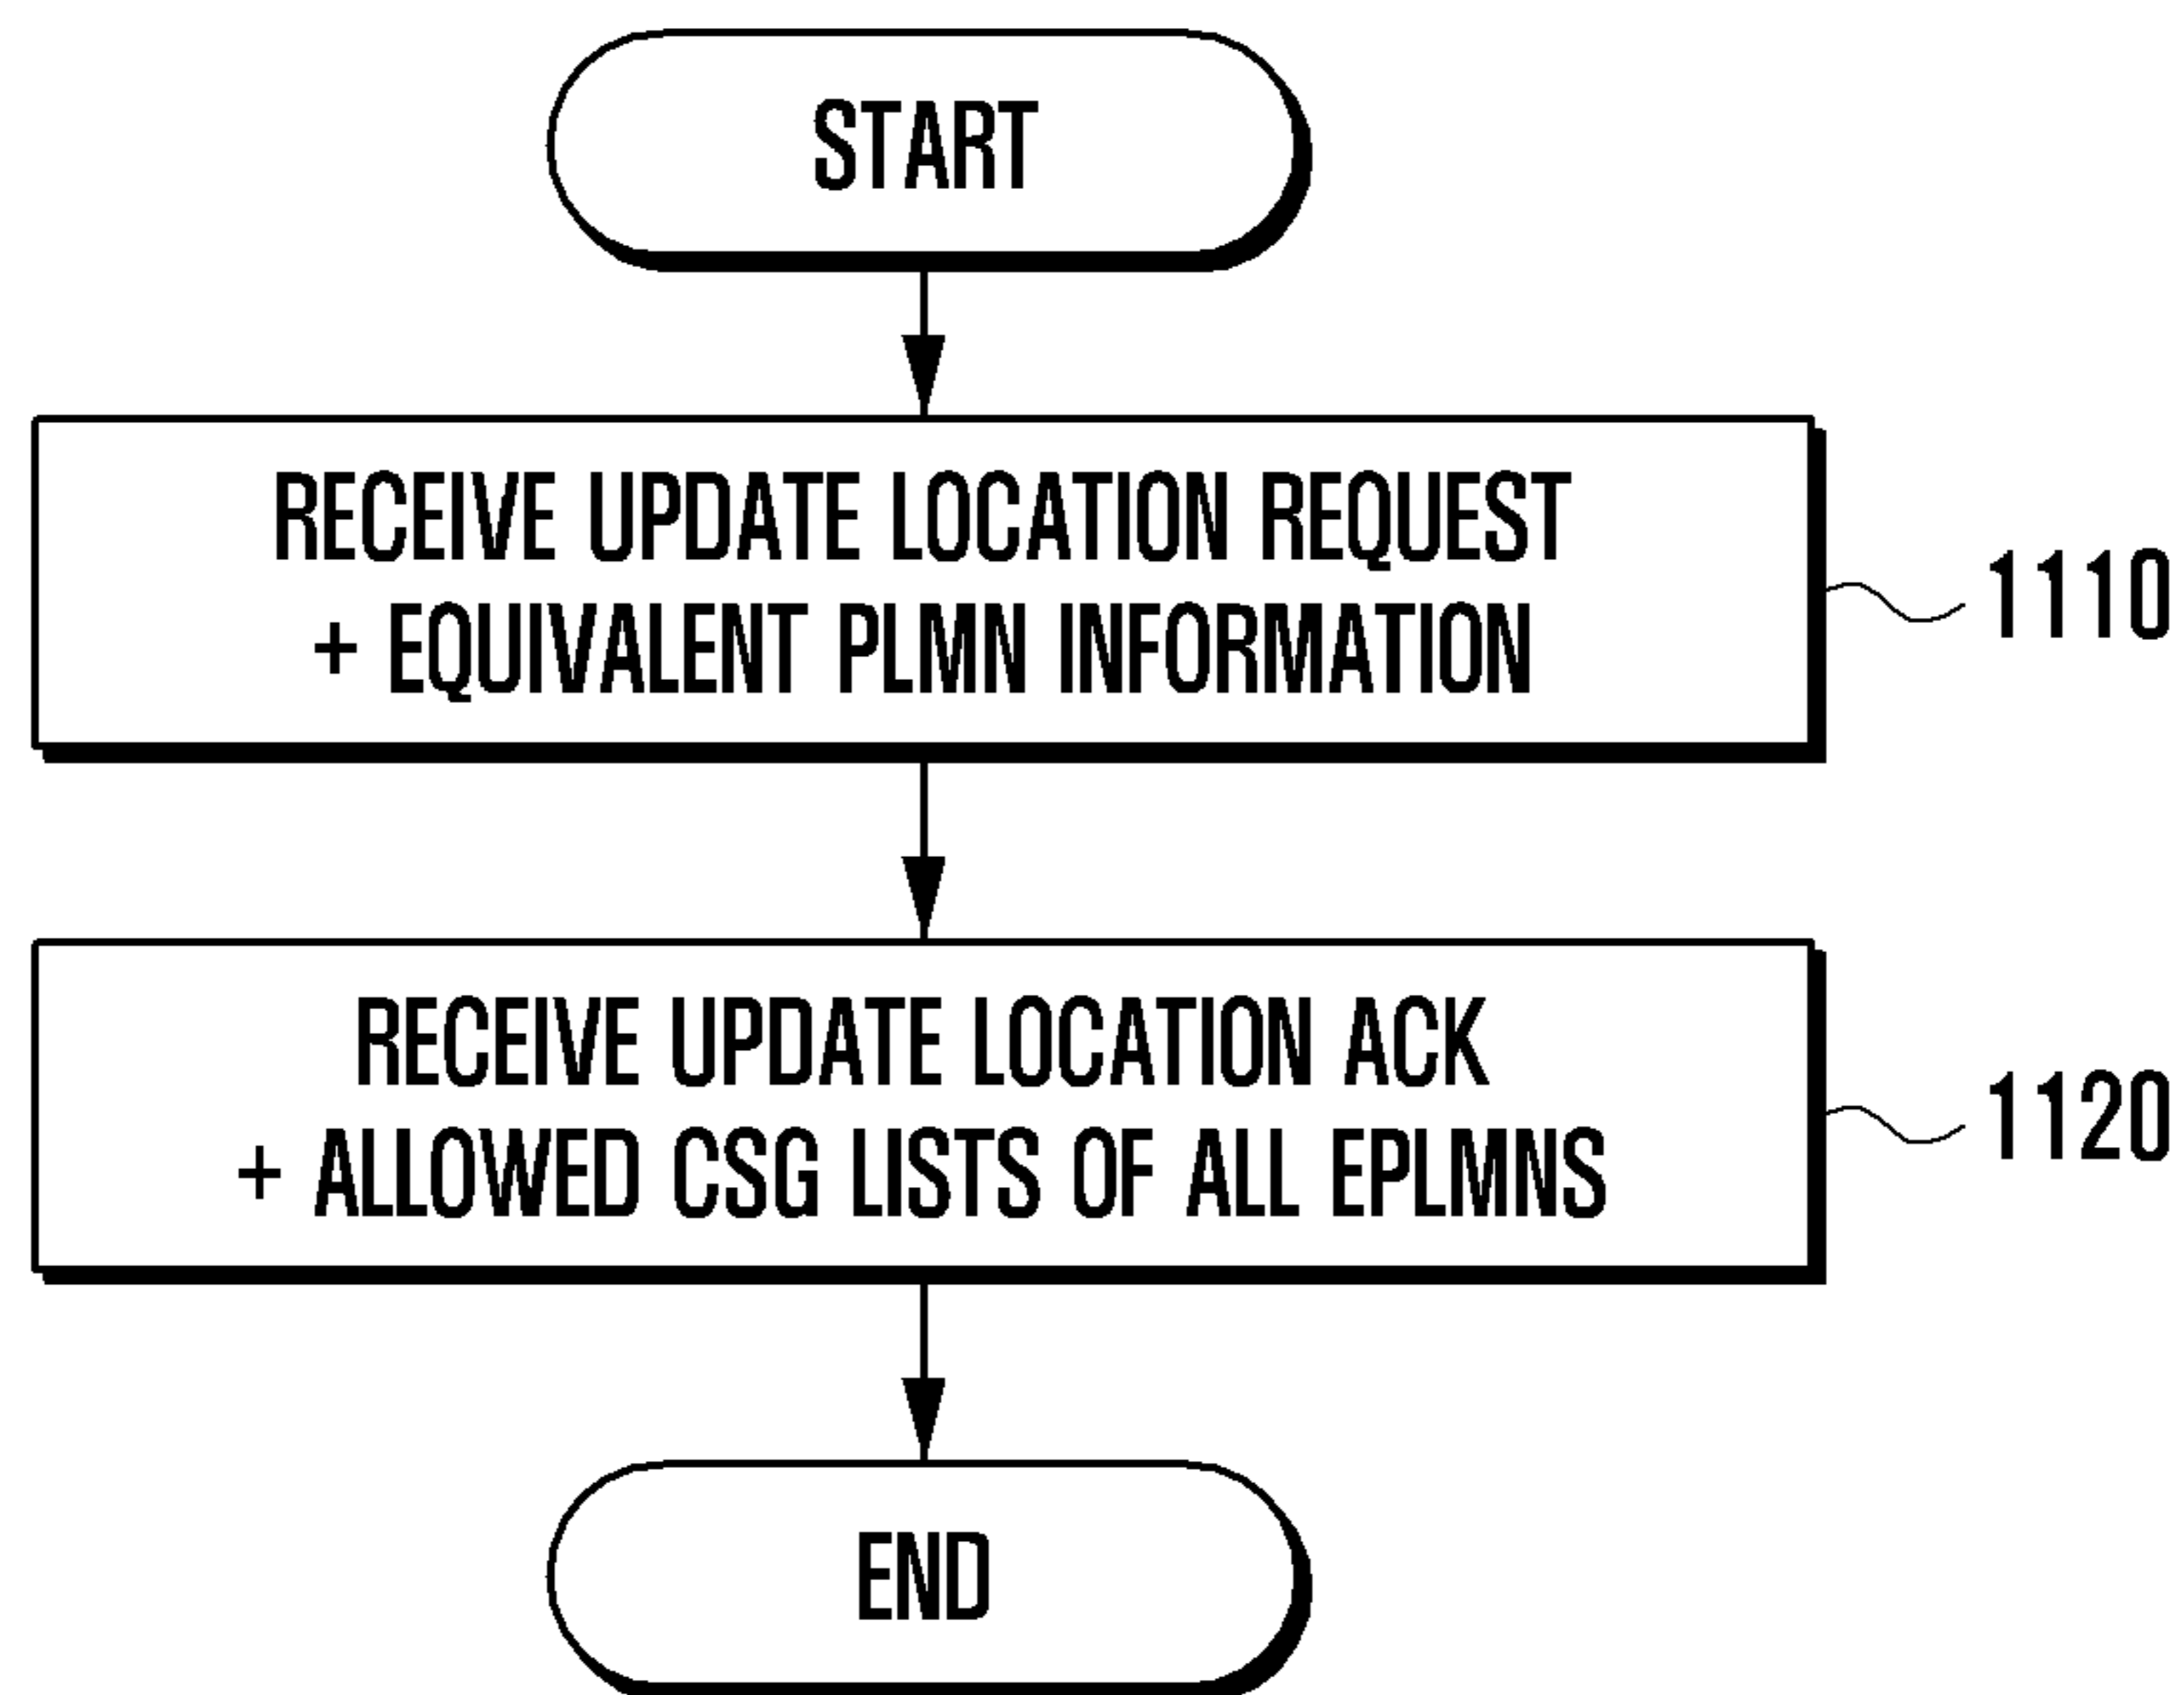 START
RECEIVE UPDATE LOCATION REQUEST
+ EQUIVALENT PLMN INFORMATION
1110
RECEIVE UPDATE LOCATION ACK
+ ALLOWED CSG LISTS OF ALL EPLMNS
1120
END